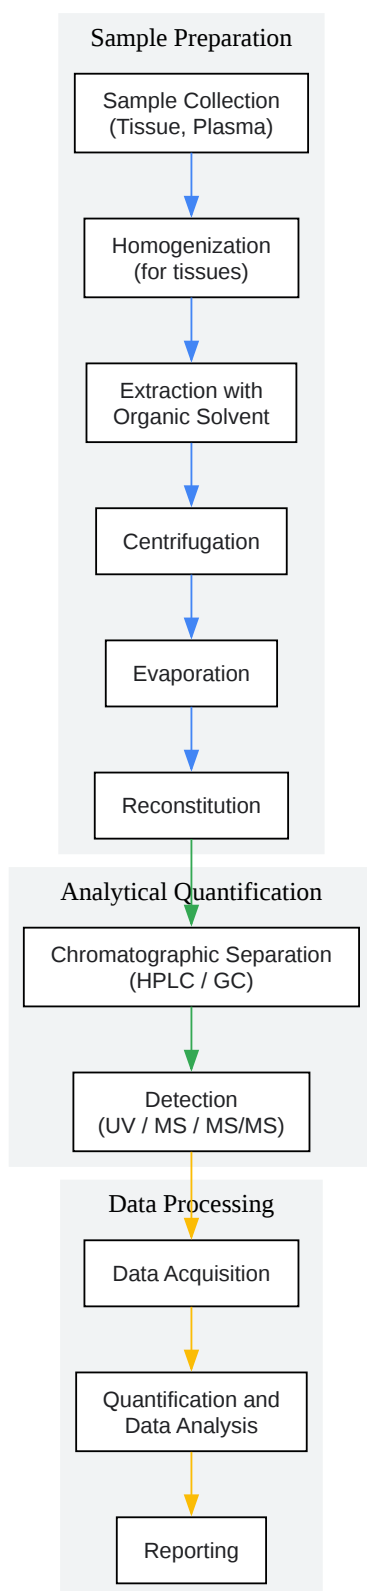 Sample Preparation
Sample Collection
(Tissue, Plasma)
Homogenization
(for tissues)
Extraction with
Organic Solvent
Centrifugation
Evaporation
Reconstitution
Analytical Quantification
Chromatographic Separation
(HPLC / GC)
Detection
(UV / MS / MS/MS)
Data Processing
Data Acquisition
Quantification and
Data Analysis
Reporting